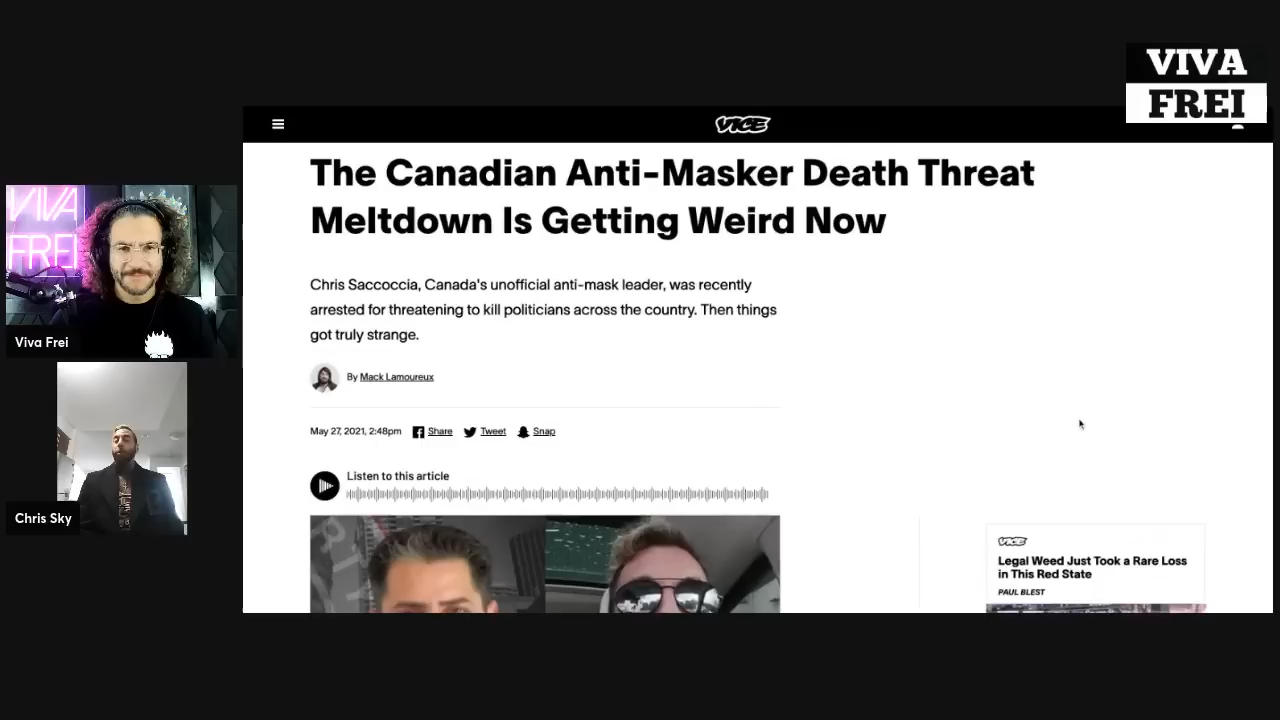 VIVA
FREI
VICE
The Canadian Anti-Masker Death Threat
Meltdown Is Getting Weird Now
Chris Saccoccia, Canada's unofficial anti-mask leader, was recently
arrested for threatening to kill politicians across the country. Then things
got truly strange.
By Mack Lamoureux
May 27, 2021, 2:48pm Share Tweet Snap
Listen to this article
VICE
Legal Weed Just Took a Rare Loss
in This Red State
PAUL BLEST
VIVA
FREI
Viva Frei
Chris Sky